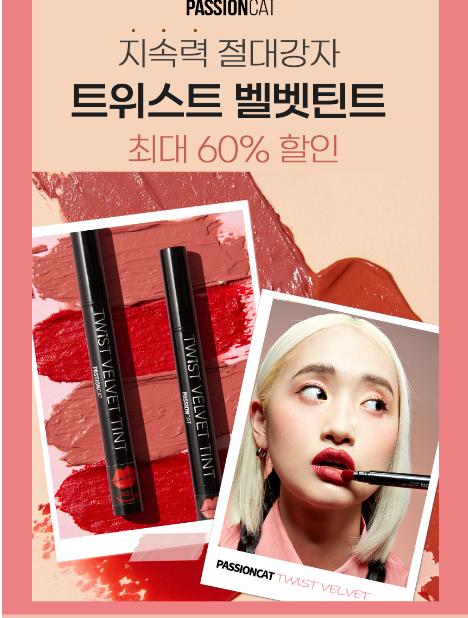 PASSIONCAT
지속력 절대강자
트위스트 벨벳틴트
최대 60% 할인
TWIST VELVET TINT
PASSIONCAT
TWIST VELVET TINT
PASSIONCAT
PASSIONCAT TWIST VELVET